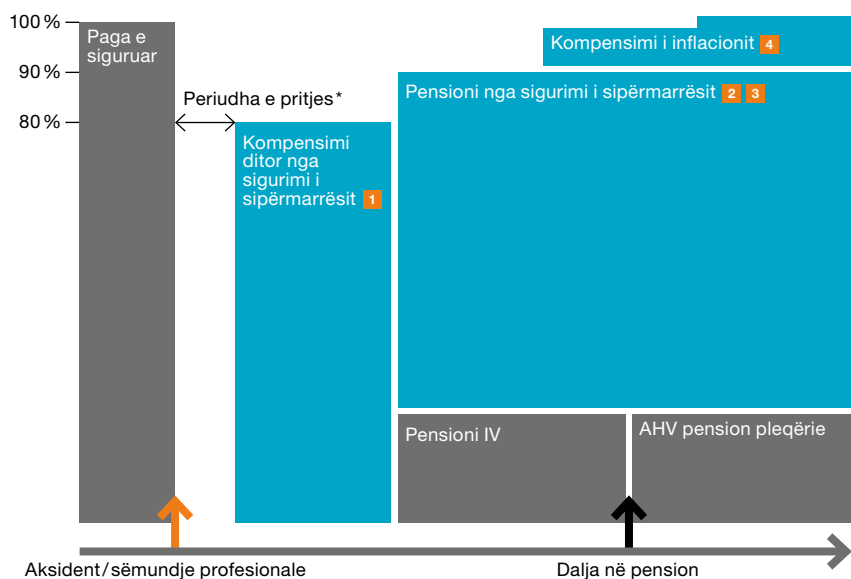 100 %
90 %
80 %
Paga e
siguruar
Periudha e pritjes*
Kompensimi
ditor nga
sigurimi i
sipërmarrësit 1
Kompensimi i inflacionit 4
Pensioni nga sigurimi i sipërmarrësit 2 3
Pensioni IV
AHV pension pleqërie
Aksident/sëmundje profesionale
Dalja në pension